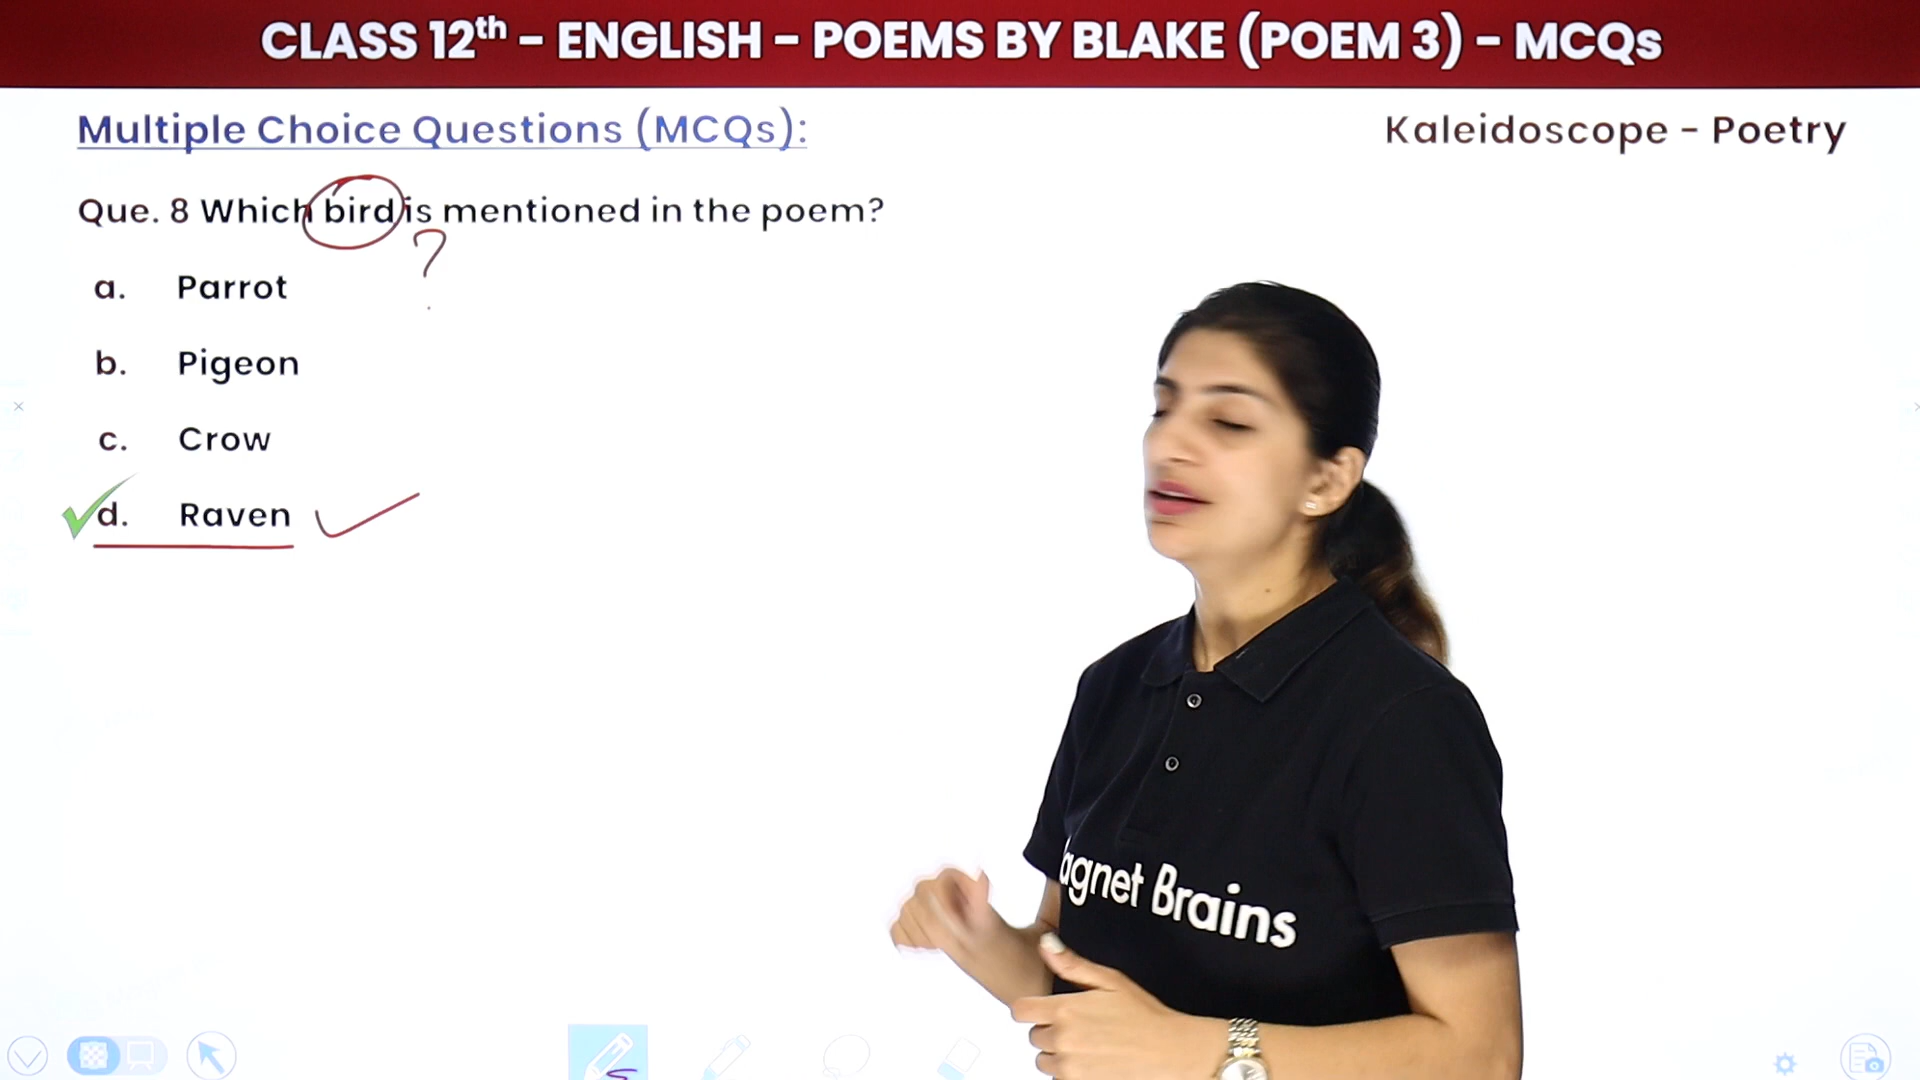 CLASS 12th – ENGLISH – POEMS BY BLAKE (POEM 3) – MCQs
Multiple Choice Questions (MCQs):
Kaleidoscope - Poetry
Que. 8 Which bird is mentioned in the poem?
?
a. Parrot
b. Pigeon
c. Crow
d. Raven
agnet Brains